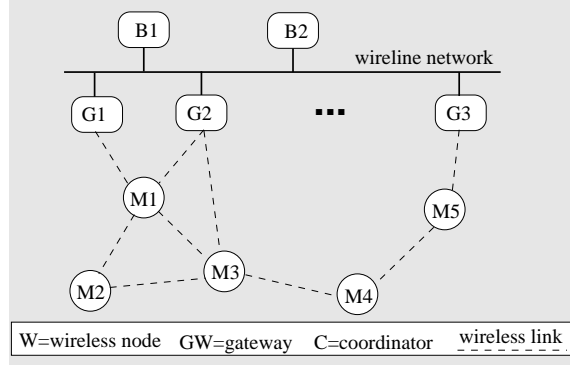 B1
B2
wireline network
G1
G2
G3
M1
M5
M2
M3
M4
W=wireless node GW=gateway C=coordinator wireless link